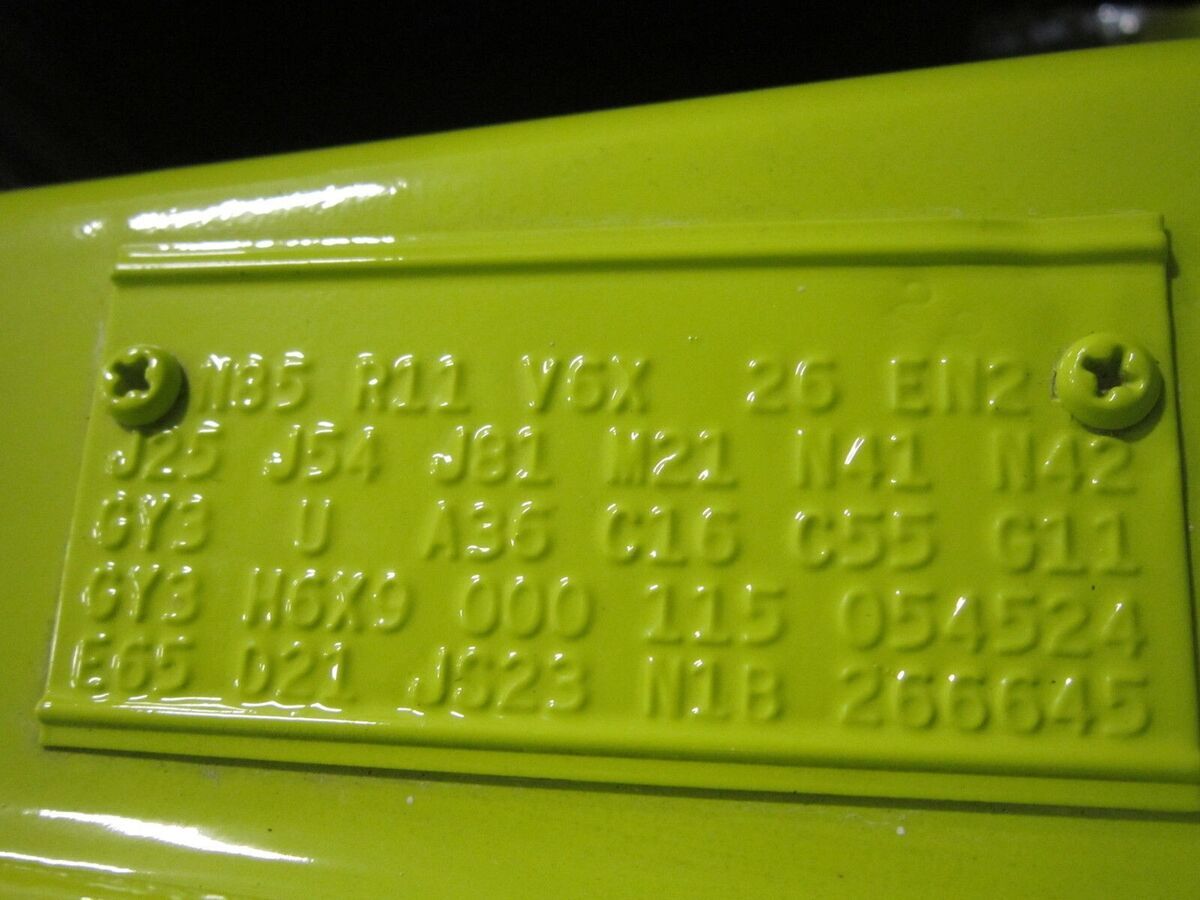 N85 R11 V6X 26 EN2
J25 J54 J81 M21 N41 N42
GY3 U A36 C16 C55 G11
GY3 H6X9 000 115 054524
E65 D21 JS23 N1B 266645